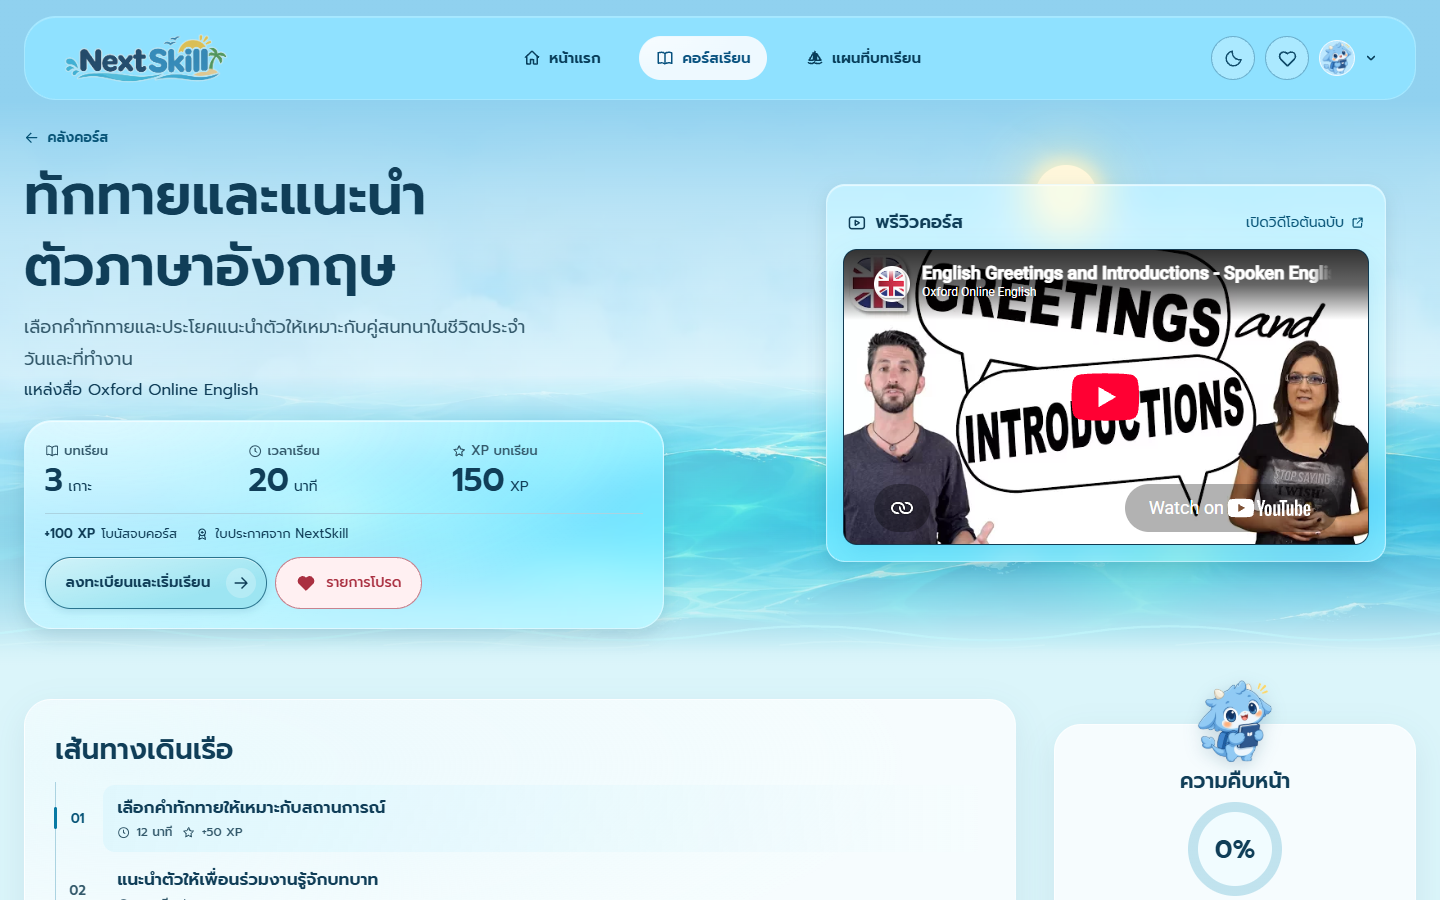 Next Skill
หน้าแรก
คอร์สเรียน
แผนที่บทเรียน
คลังคอร์ส
ทักทายและแนะนำ
ตัวภาษาอังกฤษ
เลือกคำทักทายและประโยคแนะนำตัวให้เหมาะกับคู่สนทนาในชีวิตประจำ
วันและที่ทำงาน
แหล่งสื่อ Oxford Online English
บทเรียน
3 เกาะ
เวลาเรียน
20 นาที
XP บทเรียน
150 XP
+100 XP โบนัสจบคอร์ส
ใบประกาศจาก NextSkill
ลงทะเบียนและเริ่มเรียน
รายการโปรด
พรีวิวคอร์ส
เปิดวิดีโอต้นฉบับ
English Greetings and Introductions - Spoken Engli
Oxford Online English
GREETINGS and
INTRODUCTIONS
STOP SAYING
Watch on YouTube
เส้นทางเดินเรือ
01
เลือกคำทักทายให้เหมาะกับสถานการณ์
12 นาที
+50 XP
02
แนะนำตัวให้เพื่อนร่วมงานรู้จักบทบาท
ความคืบหน้า
0%